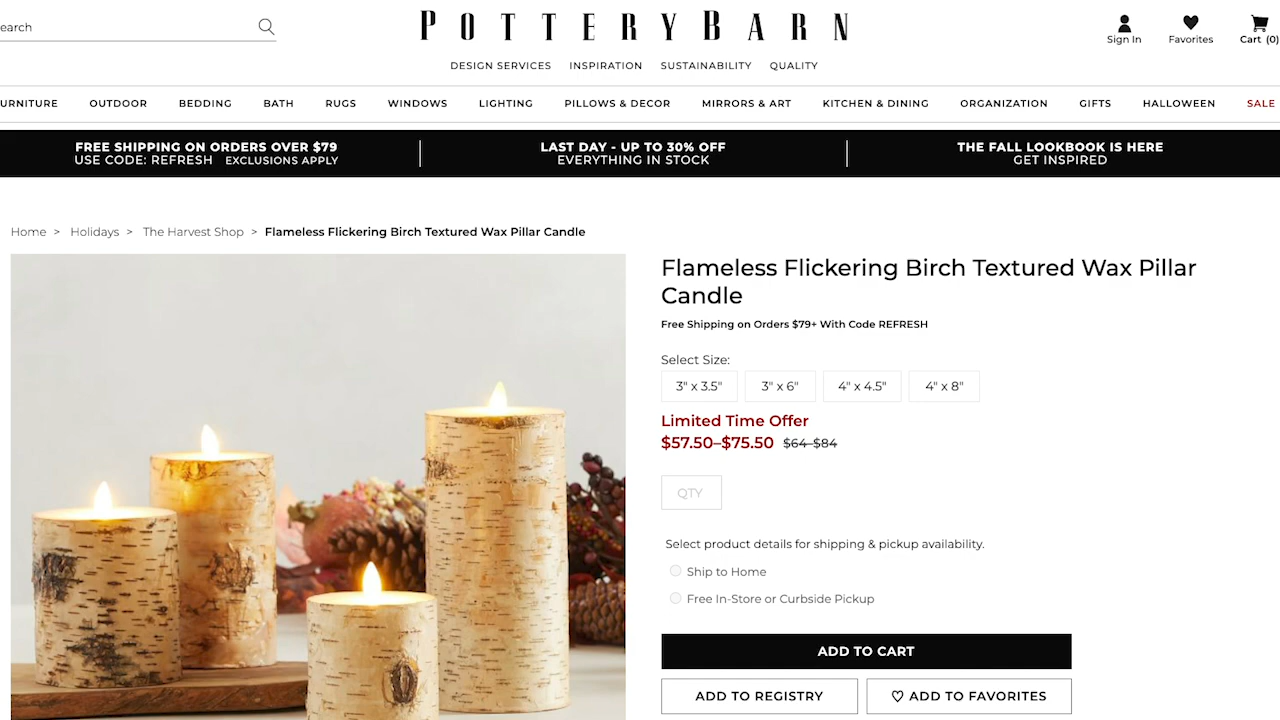 earch
POTTERY BARN
Sign In
Favorites
Cart (0)
DESIGN SERVICES INSPIRATION SUSTAINABILITY QUALITY
URNITURE OUTDOOR BEDDING BATH RUGS WINDOWS LIGHTING PILLOWS & DECOR MIRRORS & ART KITCHEN & DINING ORGANIZATION GIFTS HALLOWEEN SALE
FREE SHIPPING ON ORDERS OVER $79
USE CODE: REFRESH EXCLUSIONS APPLY
LAST DAY - UP TO 30% OFF
EVERYTHING IN STOCK
THE FALL LOOKBOOK IS HERE
GET INSPIRED
Home > Holidays > The Harvest Shop > Flameless Flickering Birch Textured Wax Pillar Candle
Flameless Flickering Birch Textured Wax Pillar
Candle
Free Shipping on Orders $79+ With Code REFRESH
Select Size:
3" x 3.5" 3" x 6" 4" x 4.5" 4" x 8"
Limited Time Offer
$57.50–$75.50 $64–$84
QTY
Select product details for shipping & pickup availability.
Ship to Home
Free In-Store or Curbside Pickup
ADD TO CART
ADD TO REGISTRY
ADD TO FAVORITES